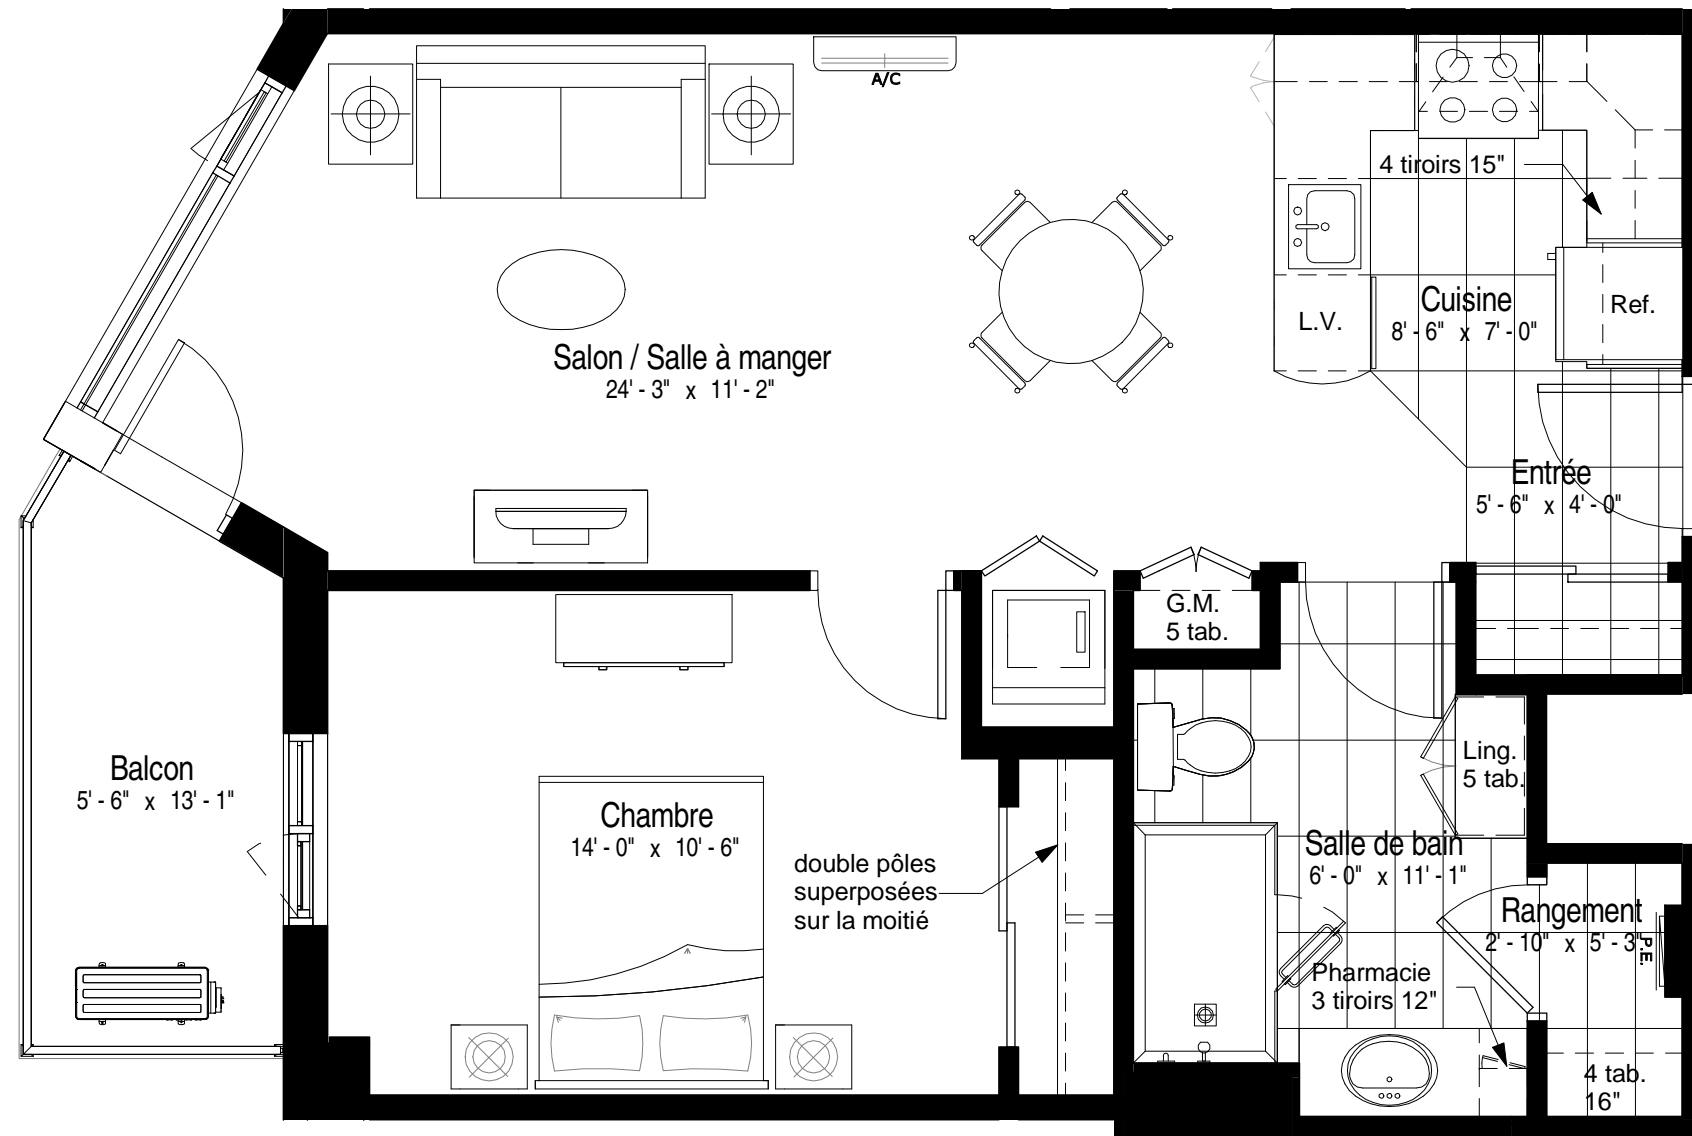 A/C
4 tiroirs 15"
Cuisine
8' - 6" x 7' - 0"
L.V.
Ref.
Salon / Salle à manger
24' - 3" x 11' - 2"
Entrée
5' - 6" x 4' - 0"
G.M.
5 tab.
Balcon
5' - 6" x 13' - 1"
Chambre
14' - 0" x 10' - 6"
double pôles
superposées
sur la moitié
Ling.
5 tab.
Salle de bain
6' - 0" x 11' - 1"
Rangement
2' - 10" x 5' - 3"
P.E.
Pharmacie
3 tiroirs 12"
4 tab.
16"